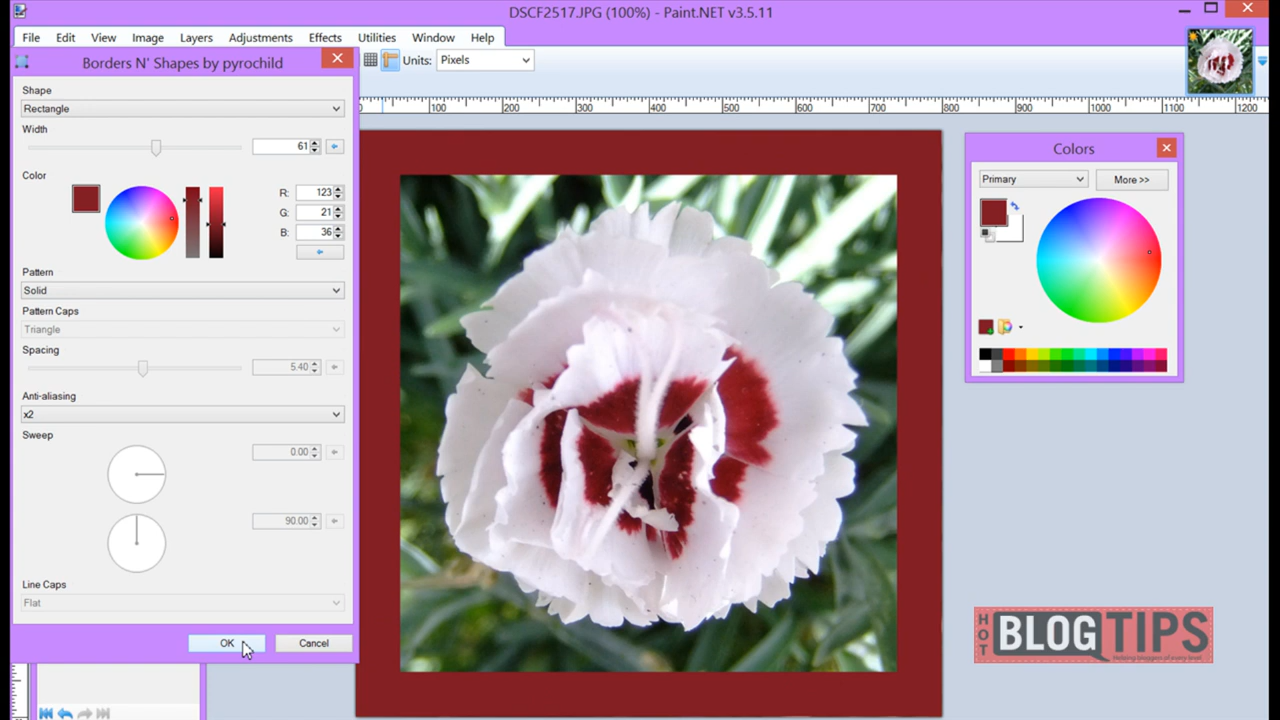 DSCF2517.JPG (100%) - Paint.NET v3.5.11
File Edit View Image Layers Adjustments Effects Utilities Window Help
Borders N' Shapes by pyrochild
Units: Pixels
100 200 300 400 500 600 700 800 900 1000 1100 1200
Shape
Rectangle
Width
61
Color
R: 123
G: 21
B: 36
Pattern
Solid
Pattern Caps
Triangle
Spacing
5.40
Anti-aliasing
x2
Sweep
0.00
90.00
Line Caps
Flat
OK Cancel
Colors
Primary More >>
HOT BLOGTIPS